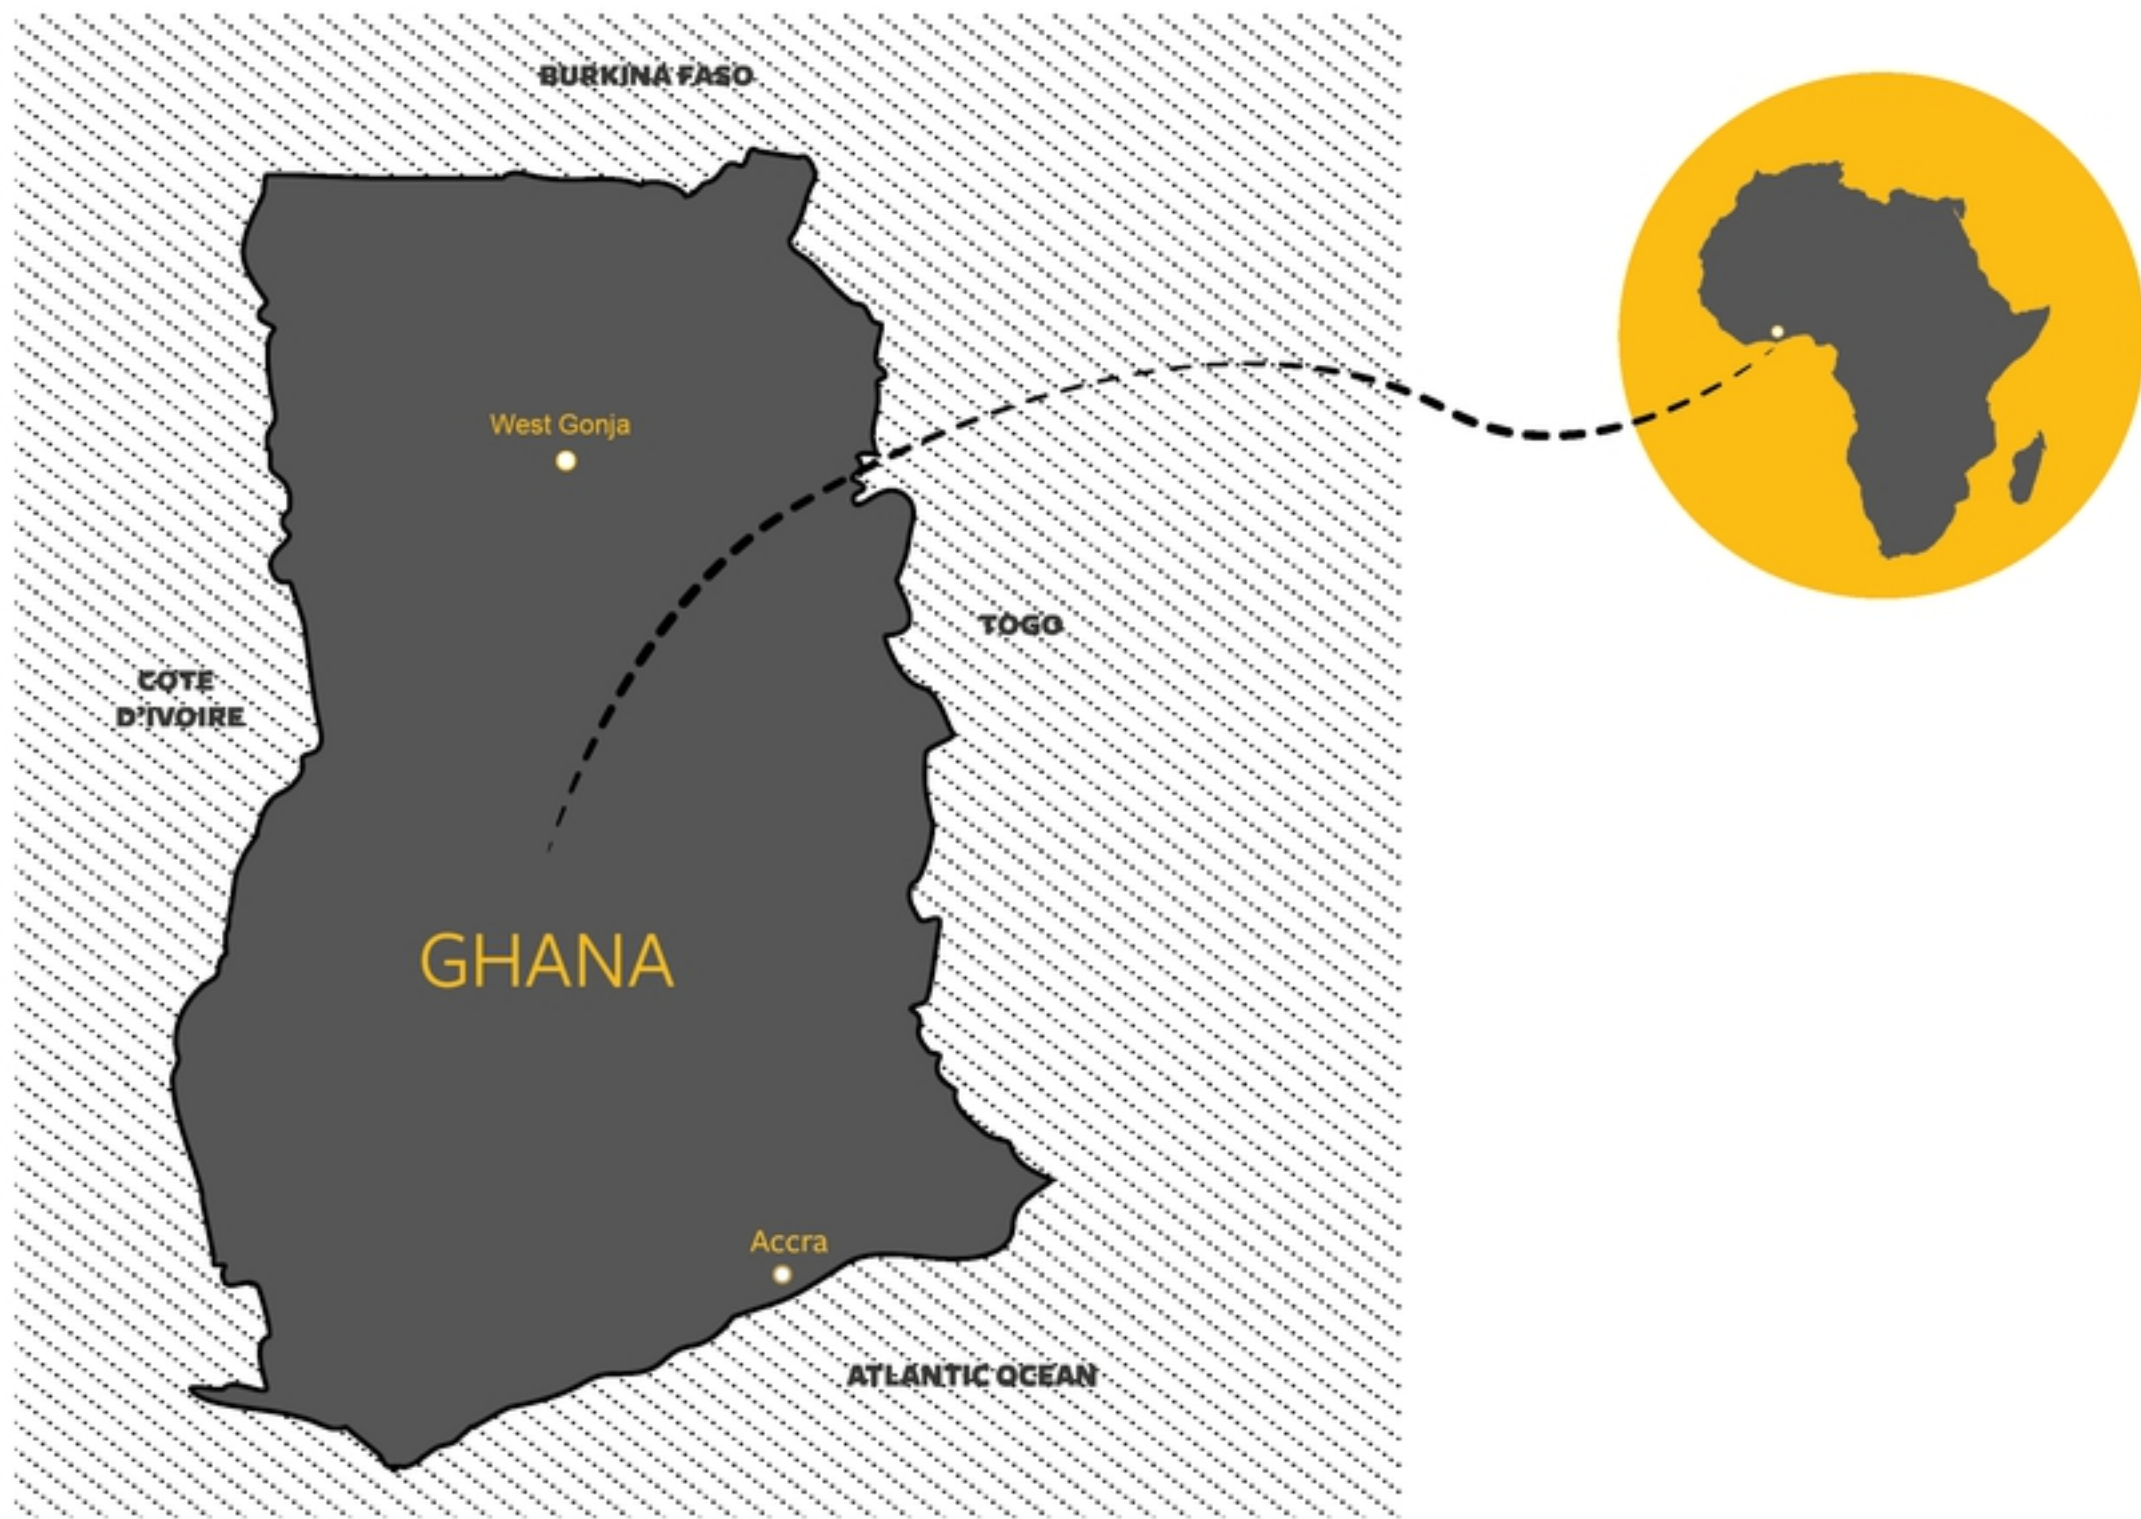 BURKINA FASO
West Gonja
TOGO
COTE
D'IVOIRE
GHANA
Accra
ATLANTIC OCEAN